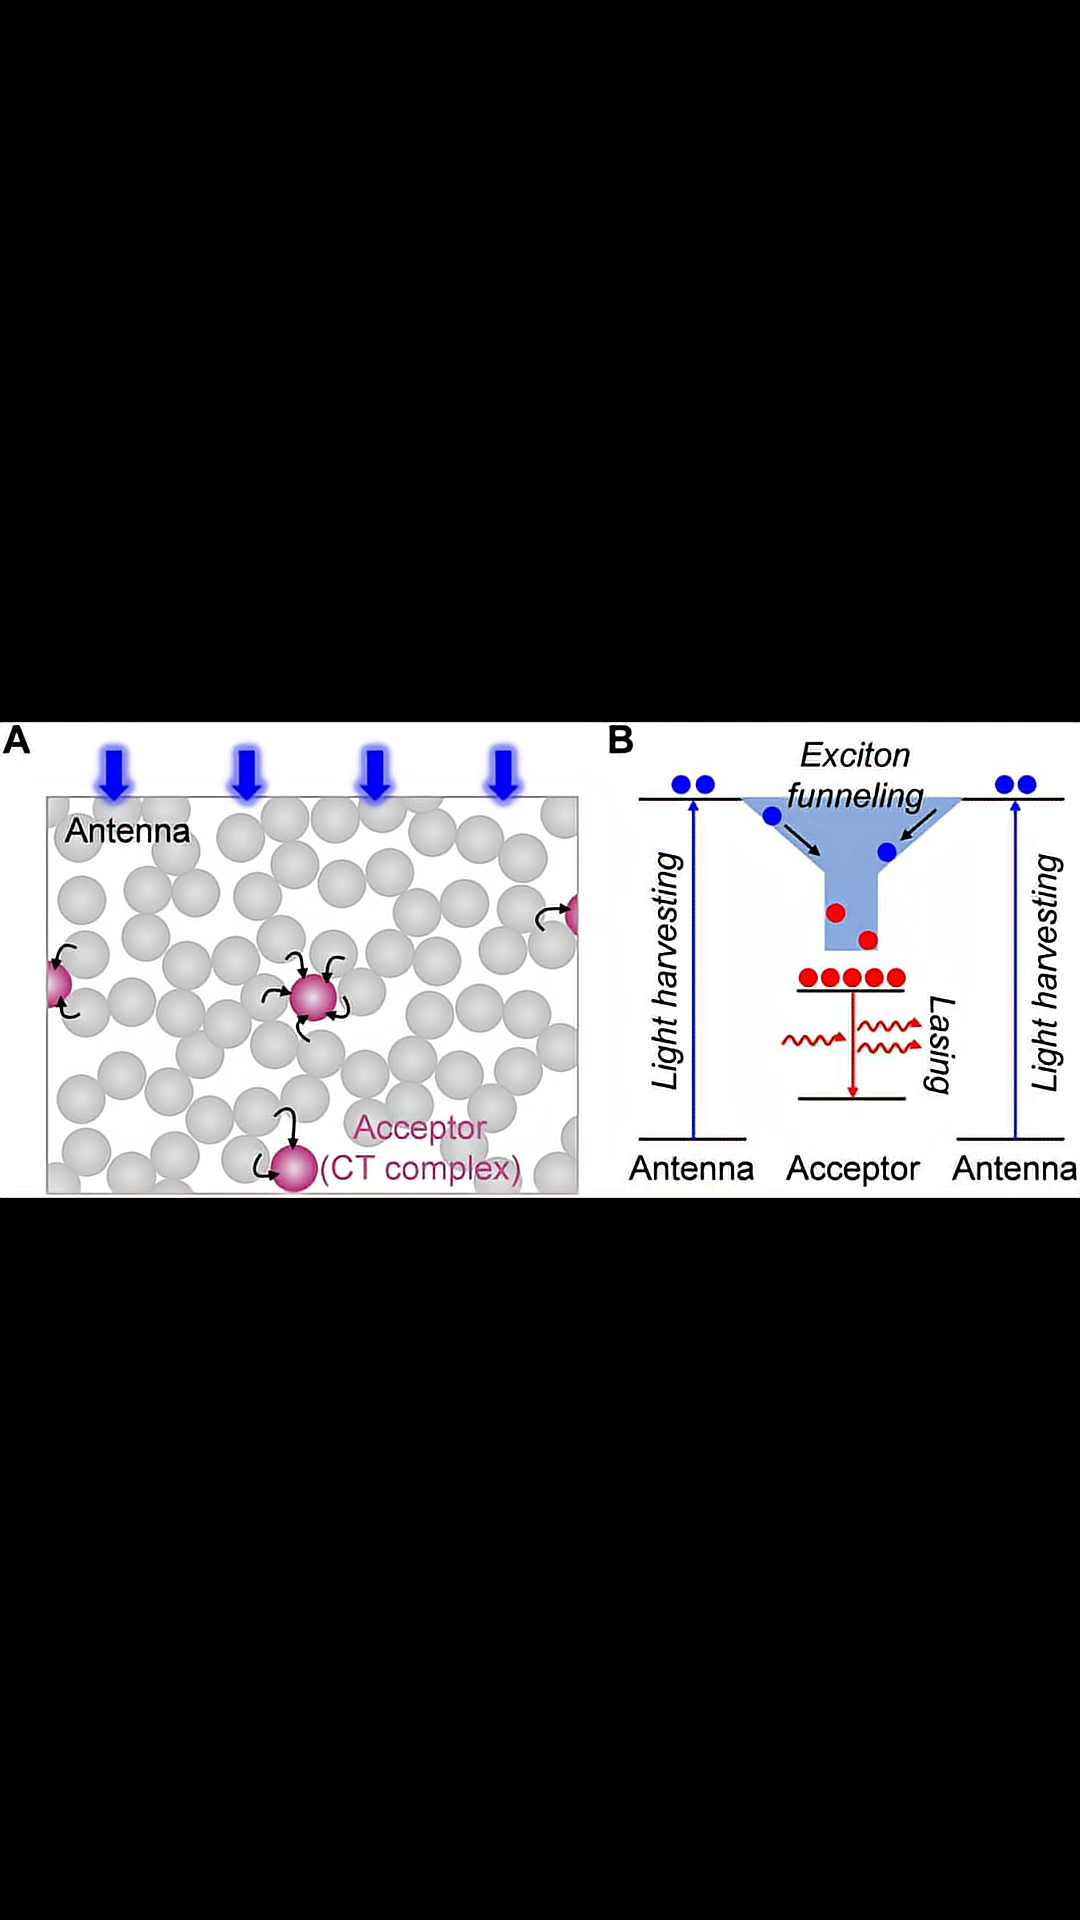 A
Antenna
Acceptor
(CT complex)
B
Exciton
funneling
Light harvesting
Lasing
Light harvesting
Antenna
Acceptor
Antenna